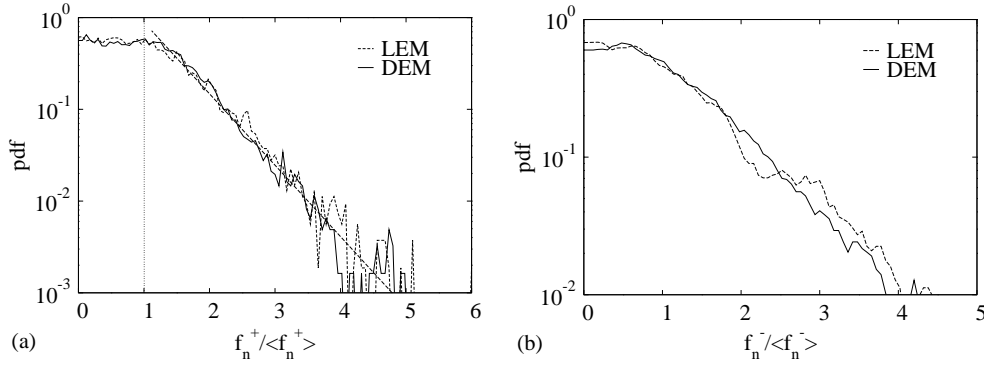 10^0
10^-1
10^-2
10^-3
pdf
LEM
DEM
0 1 2 3 4 5 6
f_n^+/<f_n^+>
(a)
10^0
10^-1
10^-2
pdf
LEM
DEM
0 1 2 3 4 5
f_n^-/<f_n^->
(b)